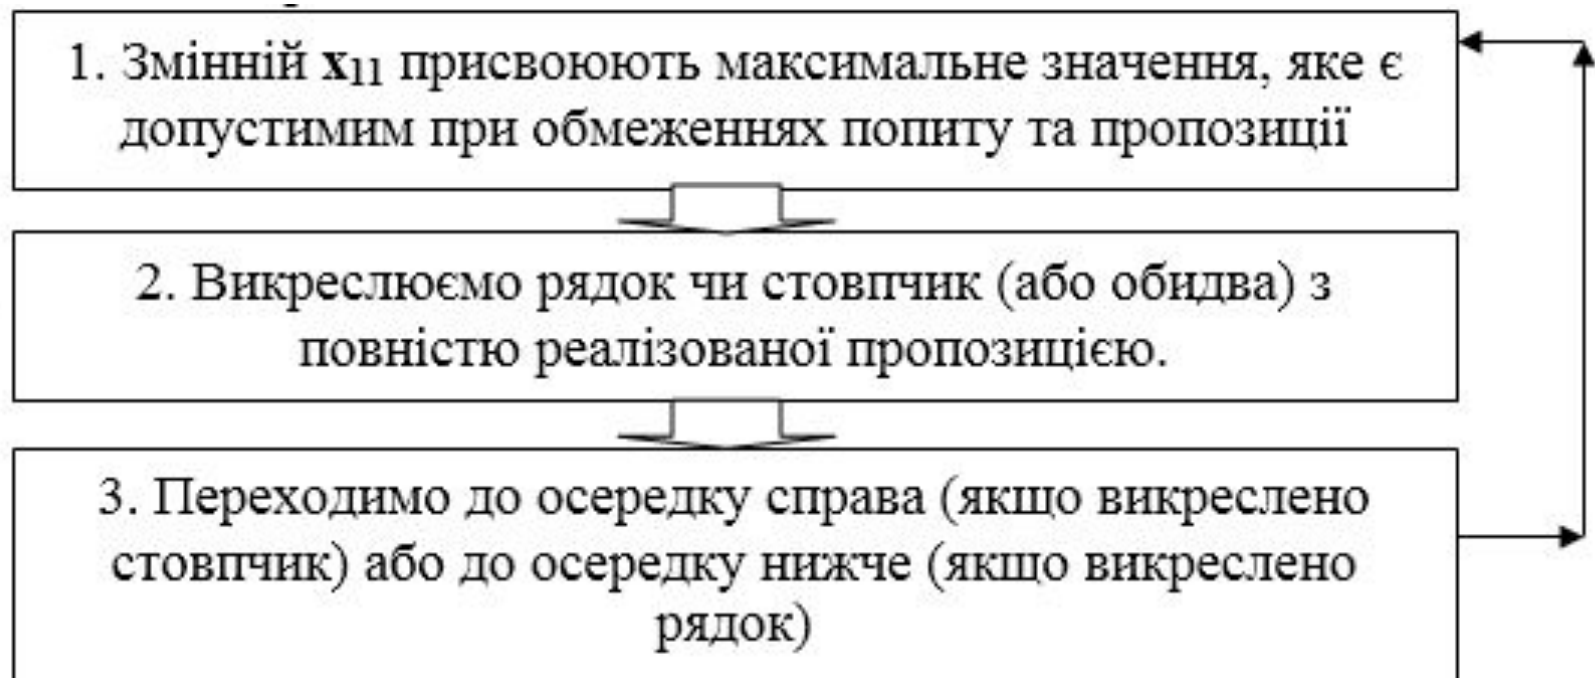 1. Змінній x₁₁ присвоюють максимальне значення, яке є
допустимим при обмеженнях попиту та пропозиції
2. Викреслюємо рядок чи стовпчик (або обидва) з
повністю реалізованої пропозицією.
3. Переходимо до осередку справа (якщо викреслено
стовпчик) або до осередку нижче (якщо викреслено
рядок)